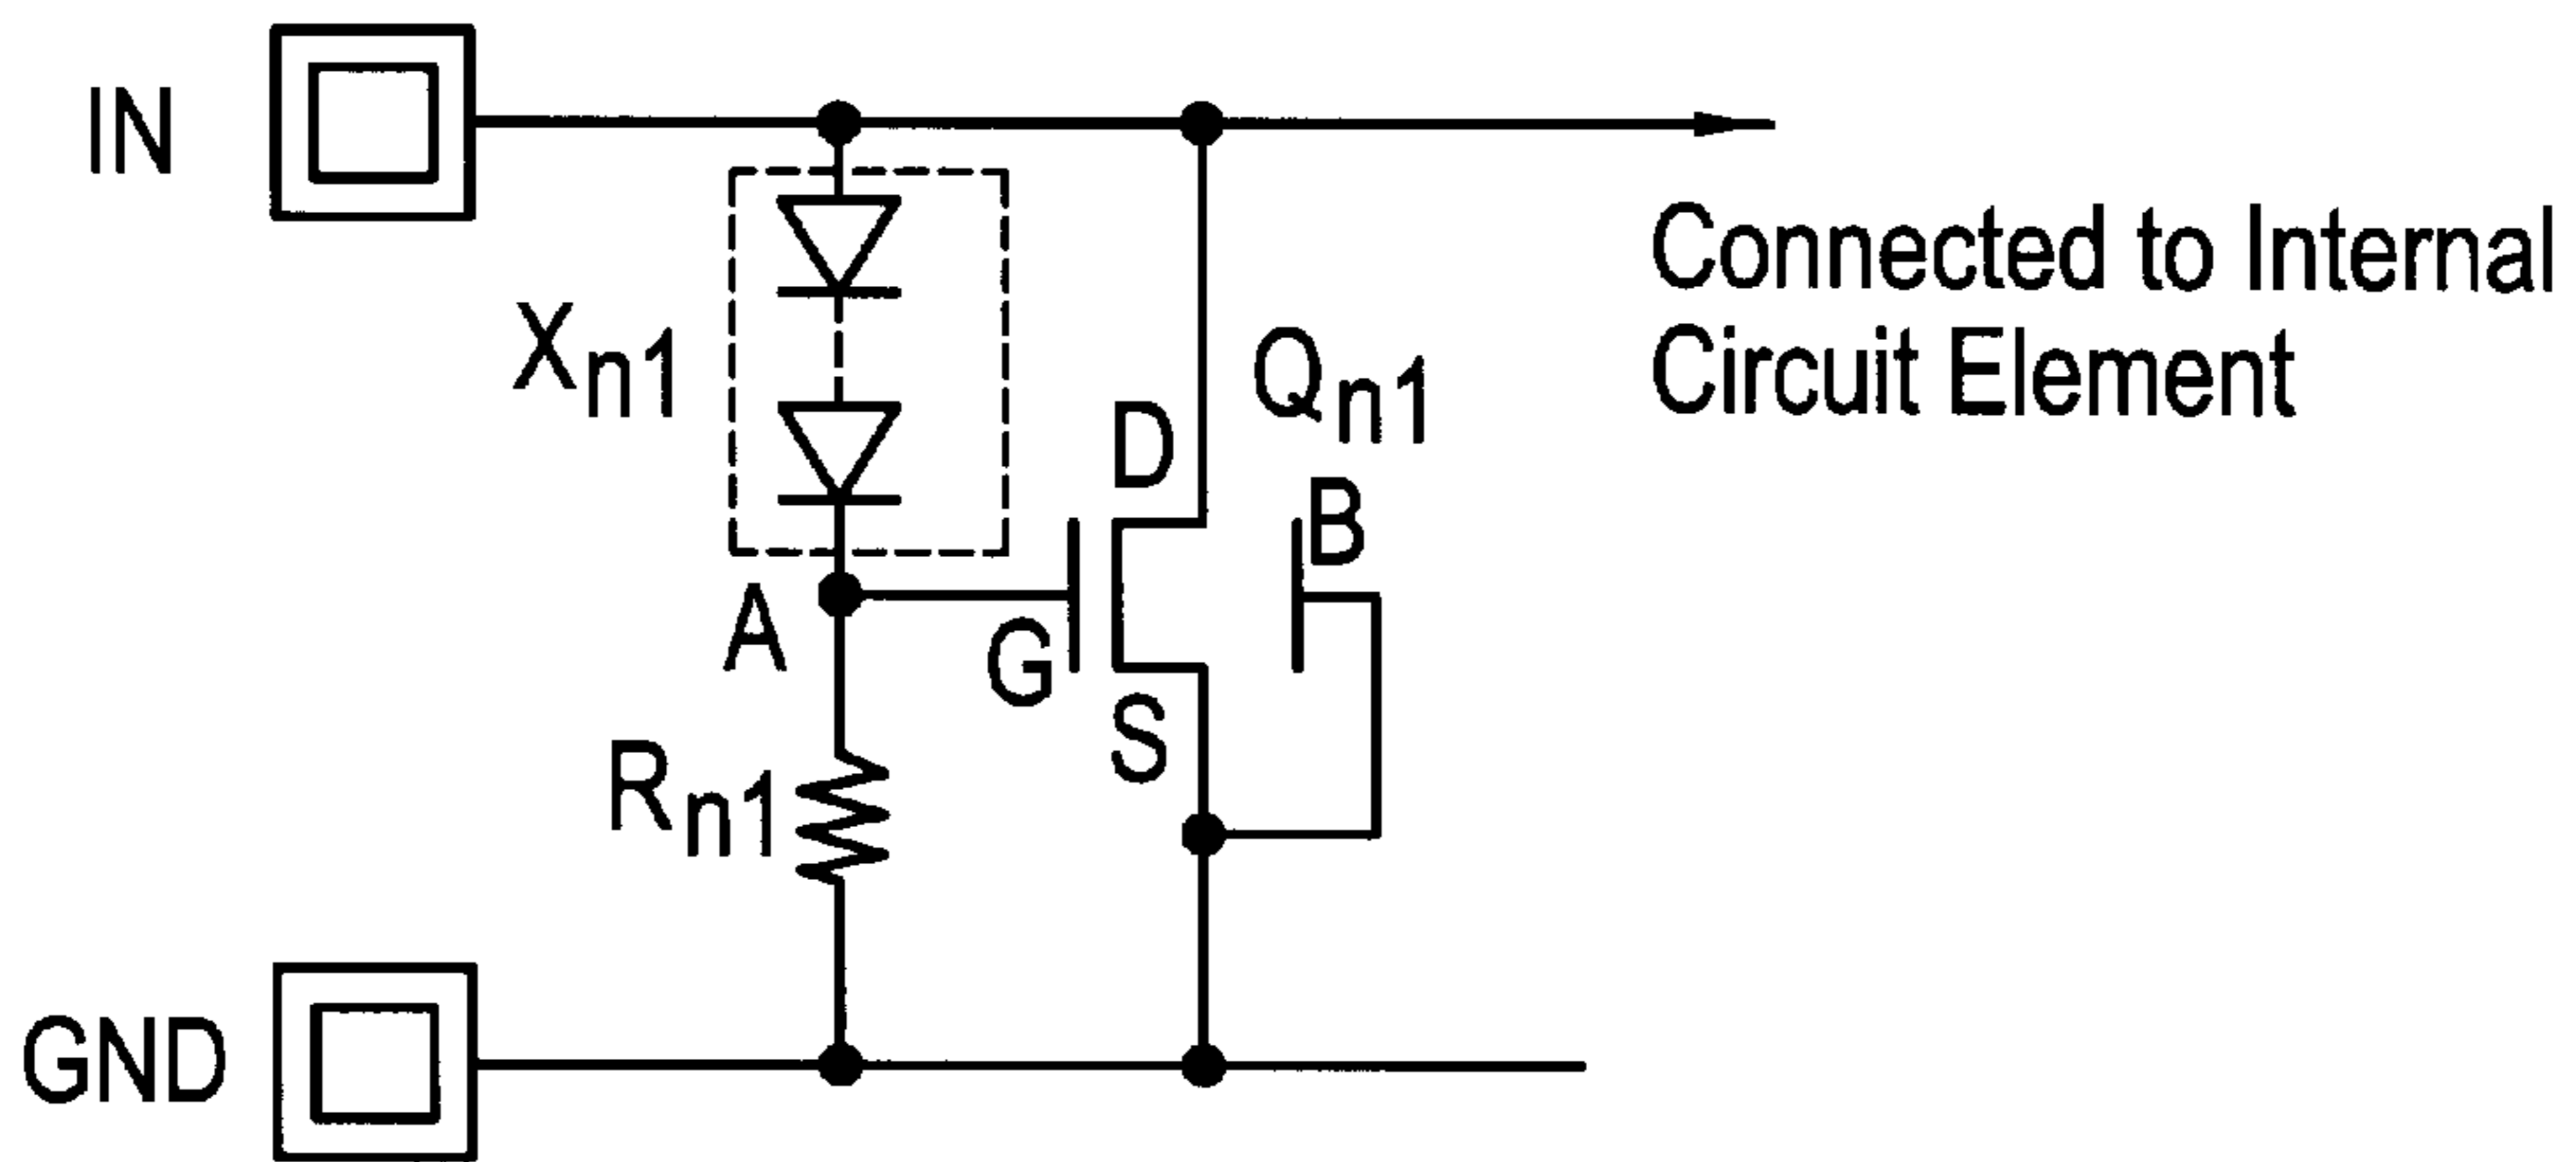 IN
Connected to Internal
Circuit Element
Xn1
Qn1
D
B
A
G
S
Rn1
GND